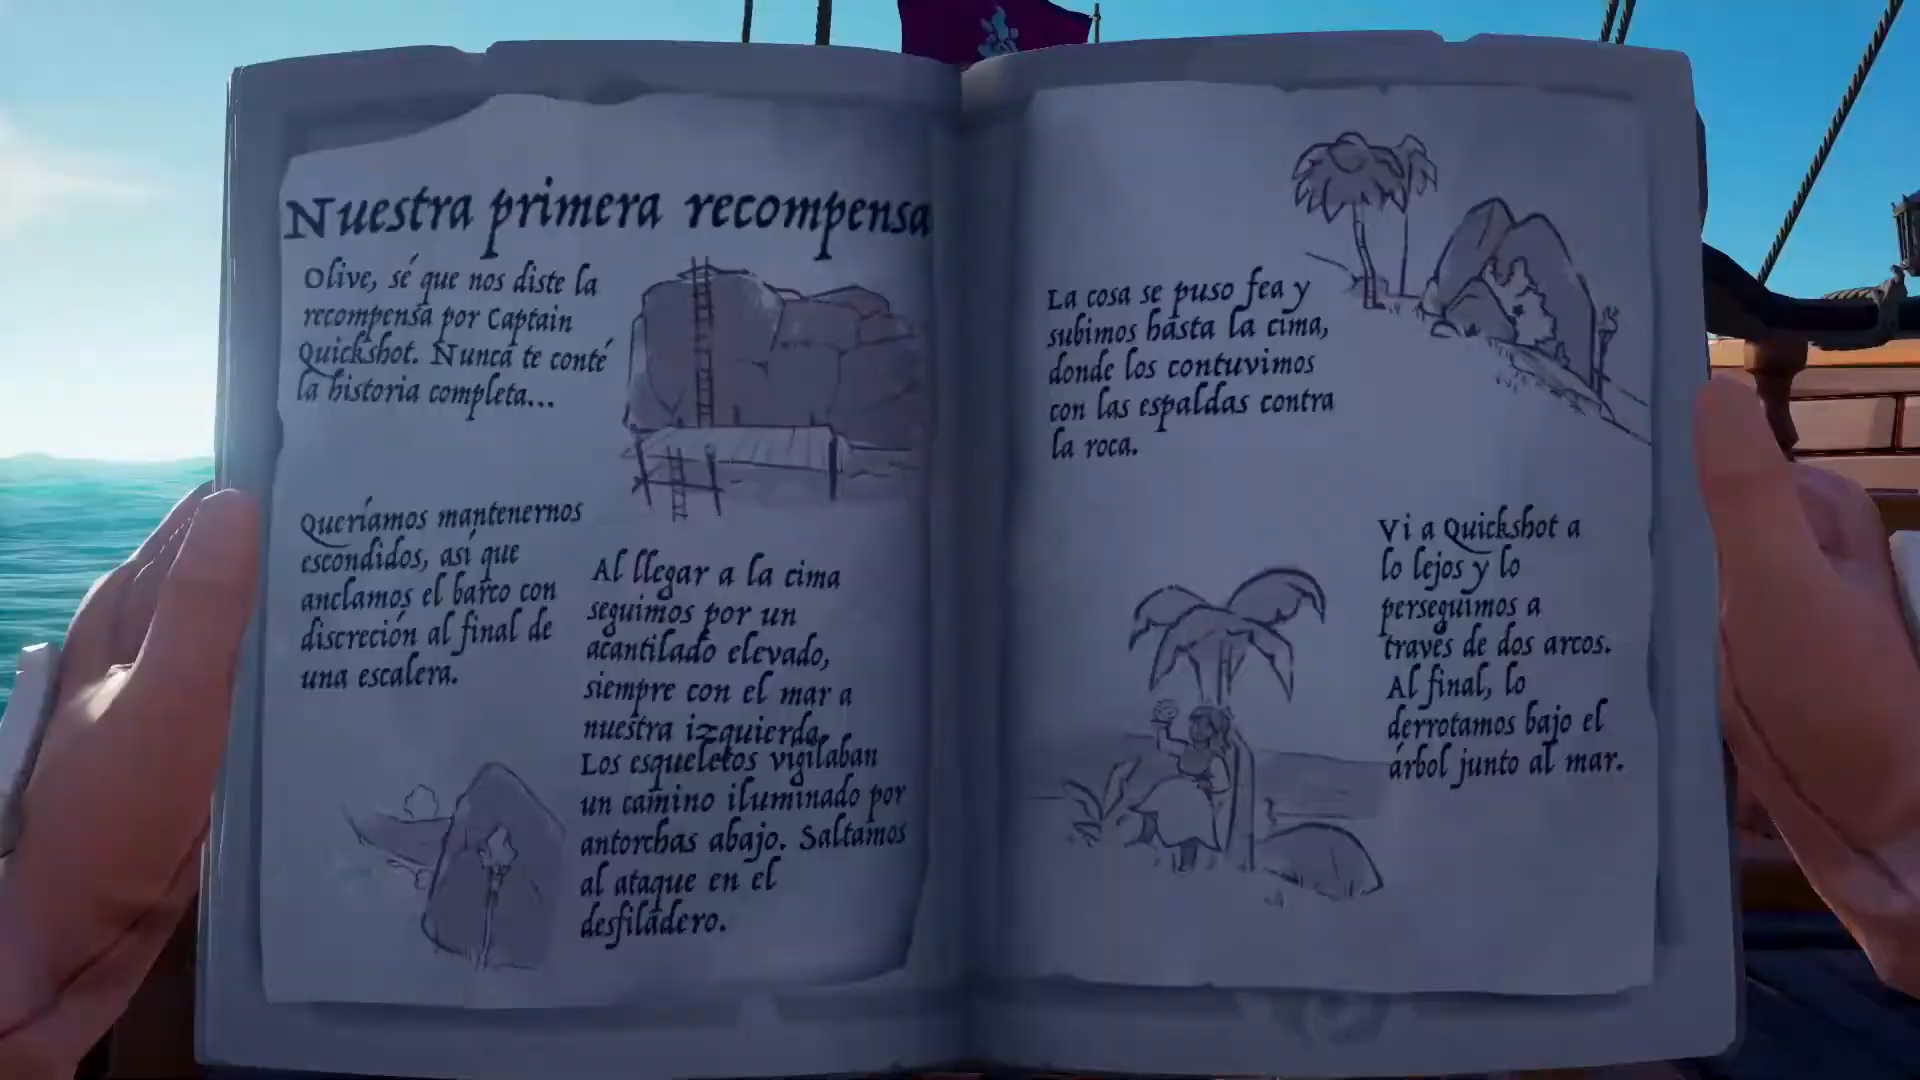 Nuestra primera recompensa
Olive, sé que nos diste la
recompensa por Captain
Quickshot. Nunca te conté
la historia completa...
Queríamos mantenernos
escondidos, así que
anclamos el barco con
discreción al final de
una escalera.
Al llegar a la cima
seguimos por un
acantilado elevado,
siempre con el mar a
nuestra izquierda.
Los esqueletos vigilaban
un camino iluminado por
antorchas abajo. Saltamos
al ataque en el
desfiladero.
La cosa se puso fea y
subimos hasta la cima,
donde los contuvimos
con las espaldas contra
la roca.
Vi a Quickshot a
lo lejos y lo
perseguimos a
través de dos arcos.
Al final, lo
derrotamos bajo el
árbol junto al mar.